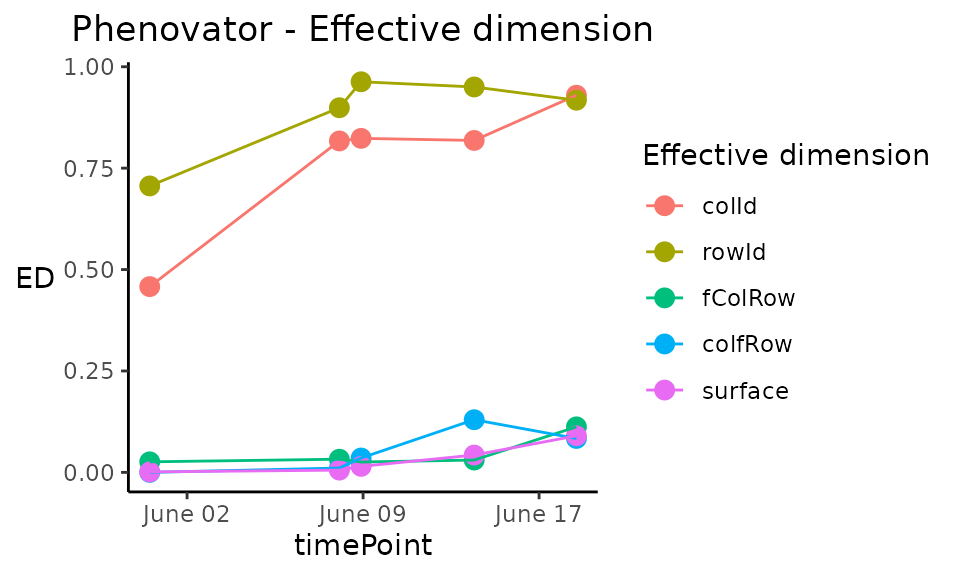 Phenovator - Effective dimension
1.00
0.75
0.50
0.25
0.00
ED
June 02
June 09
June 17
timePoint
Effective dimension
colId
rowId
fColRow
colfRow
surface